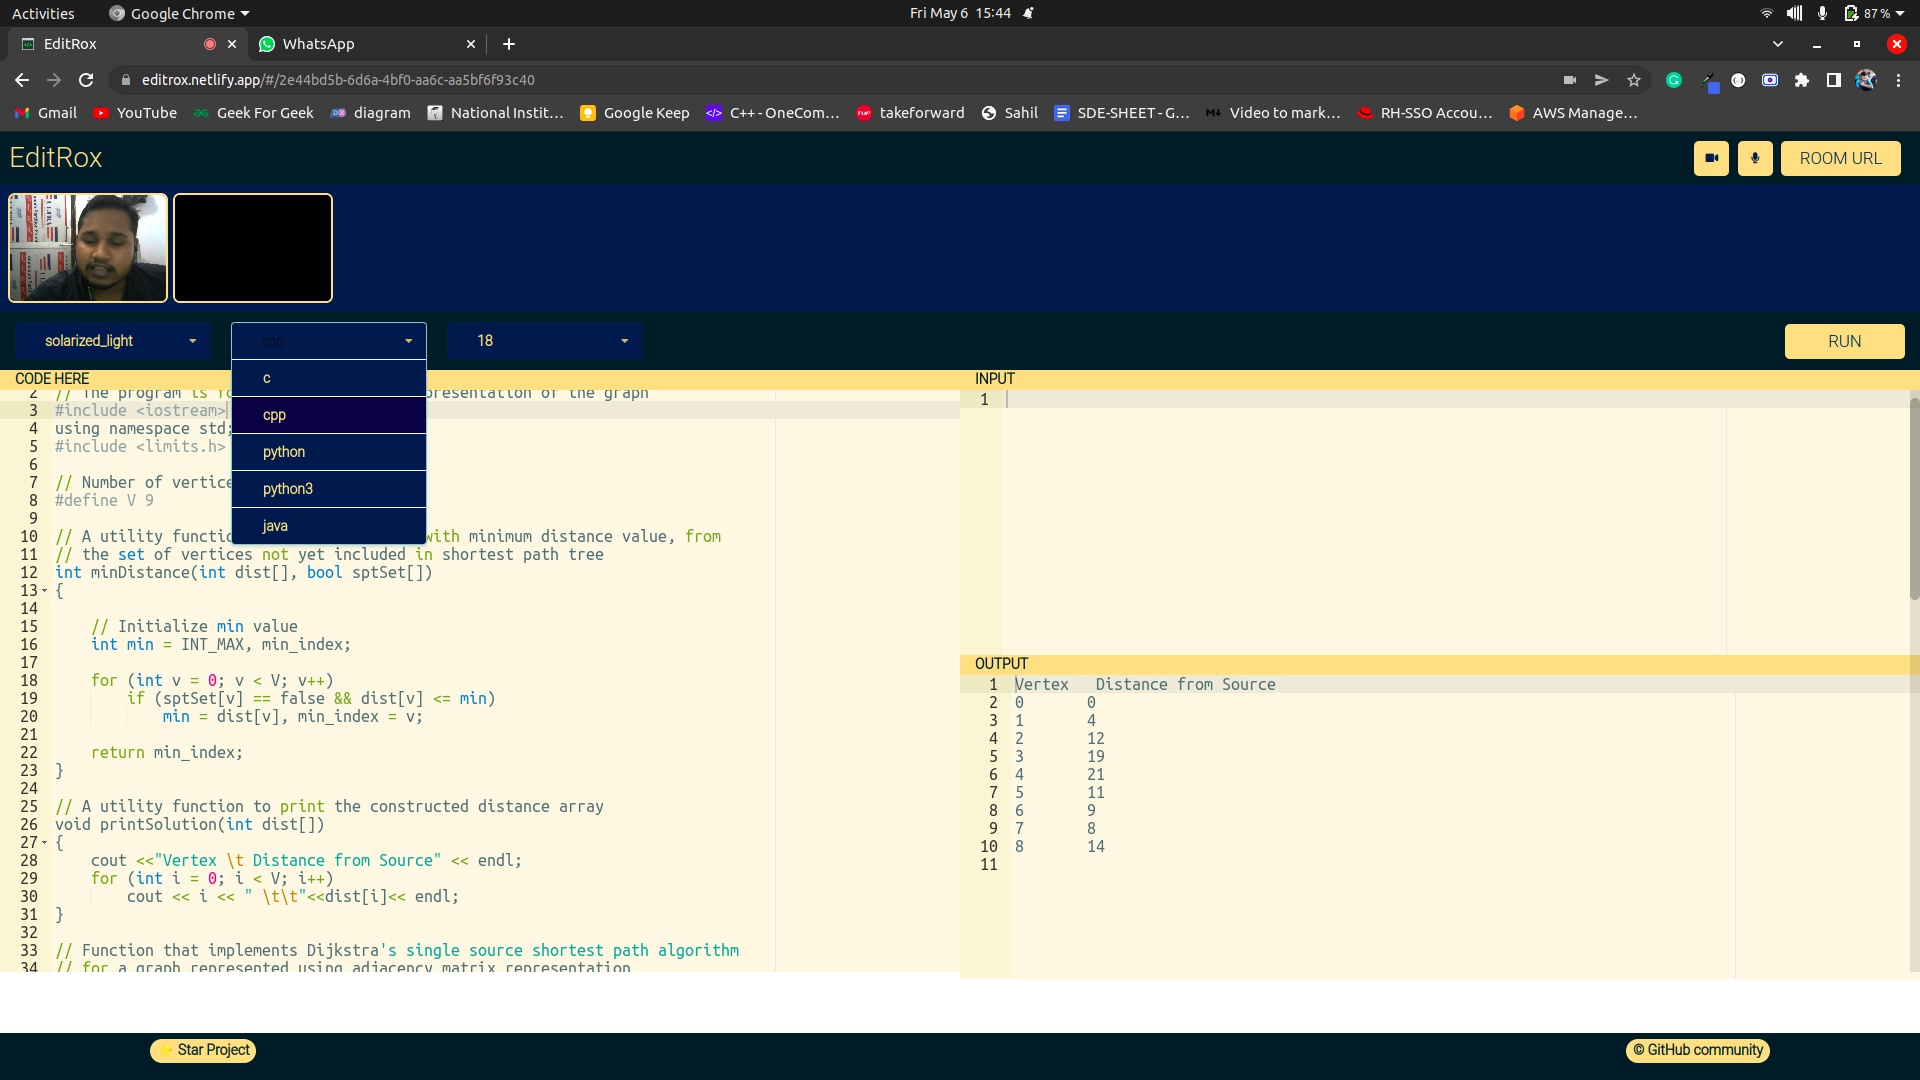 Activities
Google Chrome
Fri May 6 15:44
87 %
EditRox
WhatsApp
editrox.netlify.app/#/2e44bd5b-6d6a-4bf0-aa6c-aa5bf6f93c40
Gmail
YouTube
Geek For Geek
diagram
National Instit...
Google Keep
C++ - OneCom...
takeforward
Sahil
SDE-SHEET - G...
Video to mark...
RH-SSO Accou...
AWS Manage...
EditRox
ROOM URL
solarized_light
cpp
18
RUN
c
cpp
python
python3
java
CODE HERE
2 // The program is fo presentation of the graph
3 #include <iostream>
4 using namespace std;
5 #include <limits.h>
6
7 // Number of vertice
8 #define V 9
9
10 // A utility functio with minimum distance value, from
11 // the set of vertices not yet included in shortest path tree
12 int minDistance(int dist[], bool sptSet[])
13 {
14
15 // Initialize min value
16 int min = INT_MAX, min_index;
17
18 for (int v = 0; v < V; v++)
19 if (sptSet[v] == false && dist[v] <= min)
20 min = dist[v], min_index = v;
21
22 return min_index;
23 }
24
25 // A utility function to print the constructed distance array
26 void printSolution(int dist[])
27 {
28 cout <<"Vertex \t Distance from Source" << endl;
29 for (int i = 0; i < V; i++)
30 cout << i << " \t\t"<<dist[i]<< endl;
31 }
32
33 // Function that implements Dijkstra's single source shortest path algorithm
34 // for a graph represented using adjacency matrix representation
INPUT
1
OUTPUT
1 Vertex Distance from Source
2 0 0
3 1 4
4 2 12
5 3 19
6 4 21
7 5 11
8 6 9
9 7 8
10 8 14
11
⭐ Star Project
© GitHub community